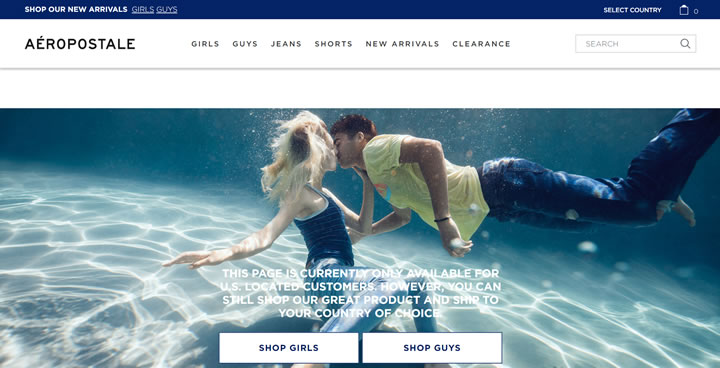 SHOP OUR NEW ARRIVALS GIRLS GUYS SELECT COUNTRY 0
AÉROPOSTALE GIRLS GUYS JEANS SHORTS NEW ARRIVALS CLEARANCE SEARCH
THIS PAGE IS CURRENTLY ONLY AVAILABLE FOR
U.S. LOCATED CUSTOMERS. HOWEVER, YOU CAN
STILL SHOP OUR GREAT PRODUCT AND SHIP TO
YOUR COUNTRY OF CHOICE.
SHOP GIRLS SHOP GUYS